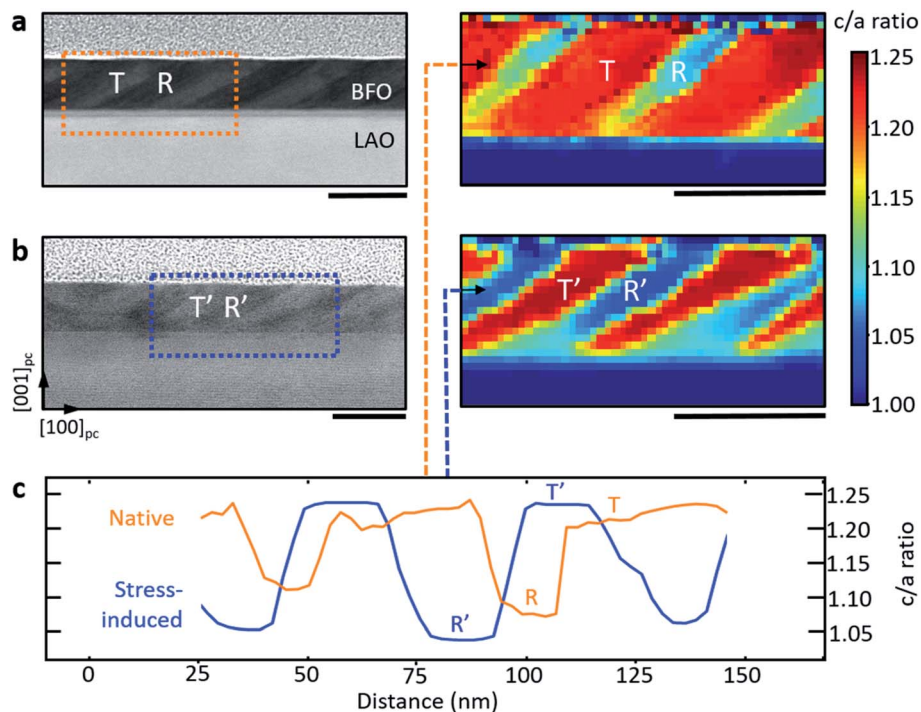 a
T R
BFO
LAO
T R
c/a ratio
1.25
1.20
1.15
1.10
1.05
1.00
b
T’ R’
[001]pc
[100]pc
T’ R’
c
Native
Stress-
induced
T’
T
R
R’
1.25
1.20
1.10
1.05
c/a ratio
0 25 50 75 100 125 150
Distance (nm)